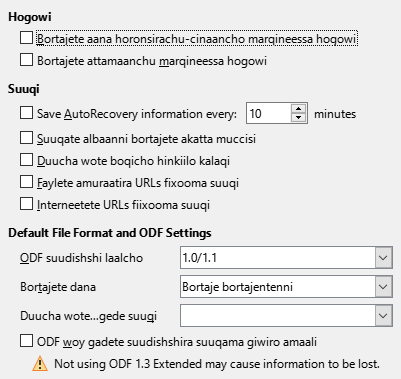 Hogowi
Bortajete aana horonsirachu-cinaancho marqineessa hogowi
Bortajete attamaanchu marqineessa hogowi
Suuqi
Save AutoRecovery information every: 10 minutes
Suuqate albaanni bortajete akatta muccisi
Duucha wote boqicho hinkiilo kalaqi
Faylete amuraatira URLs fixooma suuqi
Interneetete URLs fiixooma suuqi
Default File Format and ODF Settings
ODF suudishshi laalcho 1.0/1.1
Bortajete dana Bortaje bortajentenni
Duucha wote...gede suuqi
ODF woy gadete suudishshira suuqama giwiro amaali
Not using ODF 1.3 Extended may cause information to be lost.